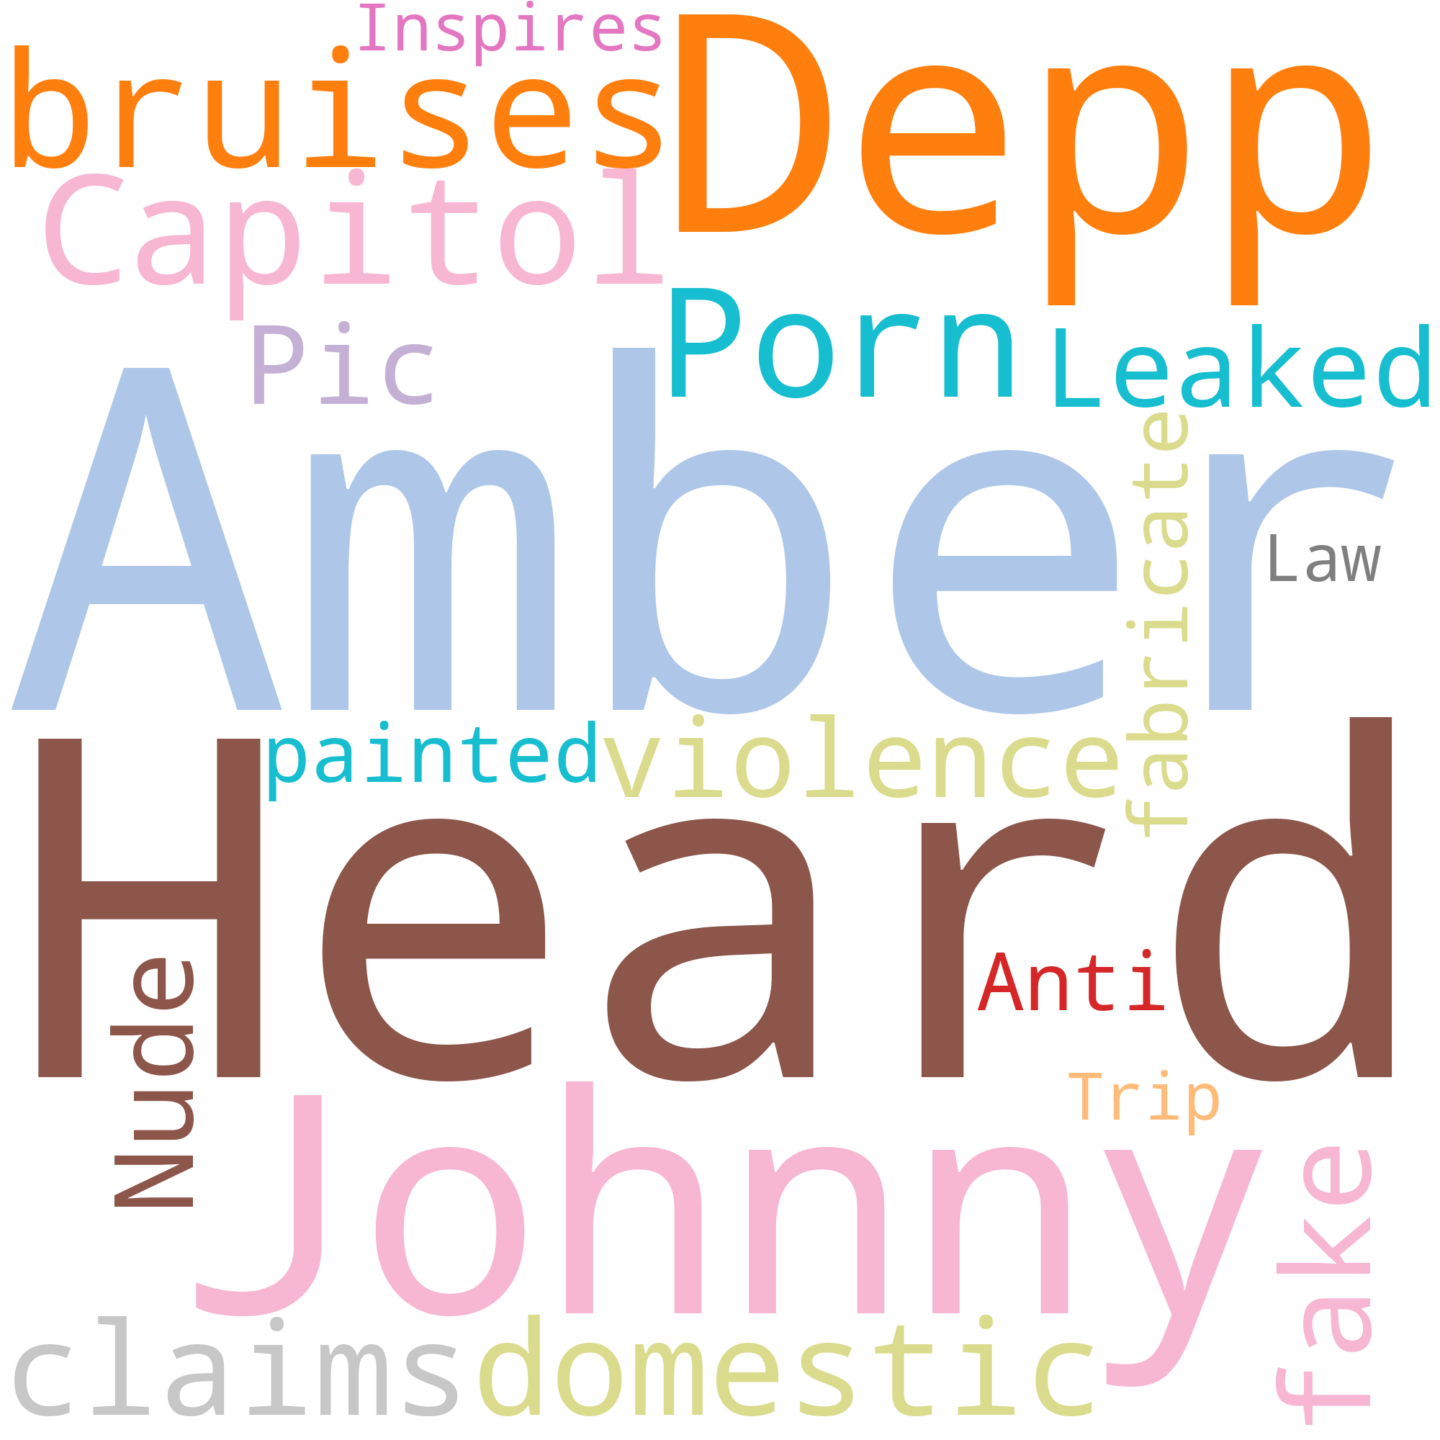 Inspires
bruises
Depp
Capitol
Pic
Porn
Leaked
Amber
fabricate
Law
painted
violence
Heard
Nude
Anti
Trip
Johnny
fake
claims
domestic